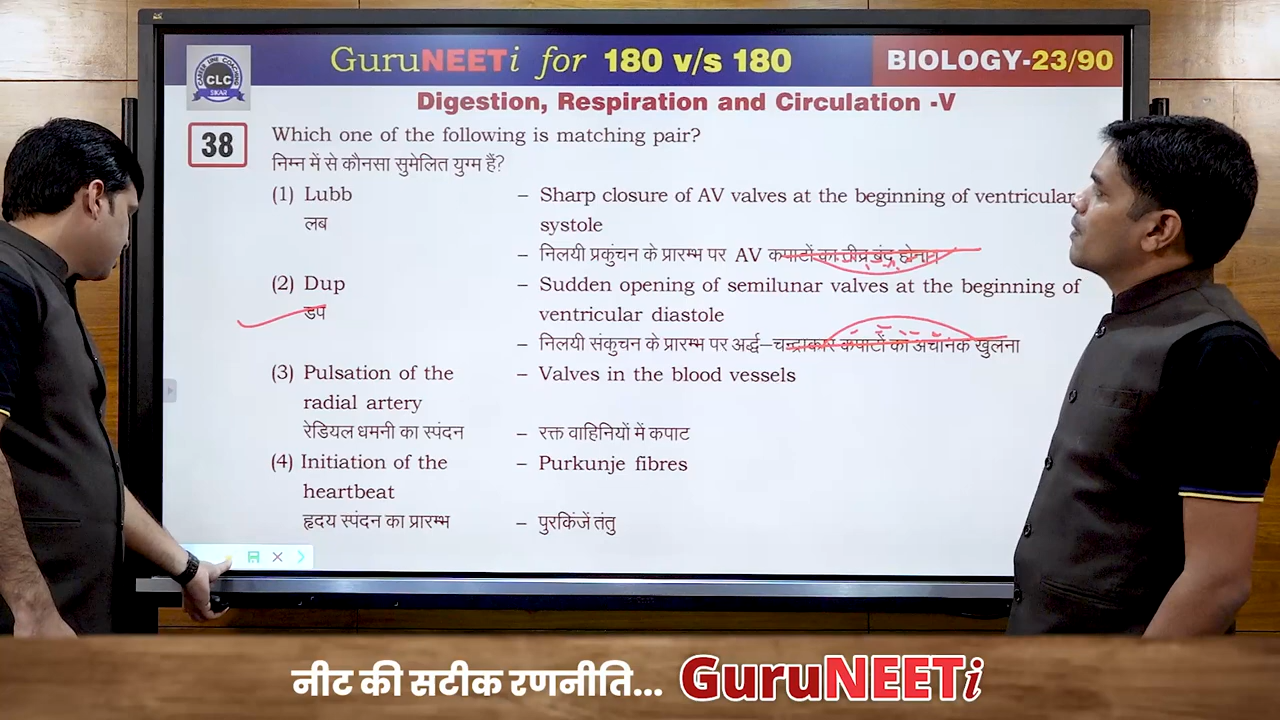 GuruNEETi for 180 v/s 180
BIOLOGY-23/90
CLC
SIKAR
Digestion, Respiration and Circulation -V
38
Which one of the following is matching pair?
निम्न में से कौनसा सुमेलित युग्म हैं?
(1) Lubb – Sharp closure of AV valves at the beginning of ventricular
लब systole
– निलयी प्रकुंचन के प्रारम्भ पर AV कपाटों का तीव्र बंद होना।
(2) Dup – Sudden opening of semilunar valves at the beginning of
डप ventricular diastole
– निलयी संकुचन के प्रारम्भ पर अर्द्ध–चन्द्राकार कपाटों का अचानक खुलना
(3) Pulsation of the – Valves in the blood vessels
radial artery
रेडियल धमनी का स्पंदन – रक्त वाहिनियों में कपाट
(4) Initiation of the – Purkunje fibres
heartbeat
हृदय स्पंदन का प्रारम्भ – पुरकिंजें तंतु
नीट की सटीक रणनीति... GuruNEETi